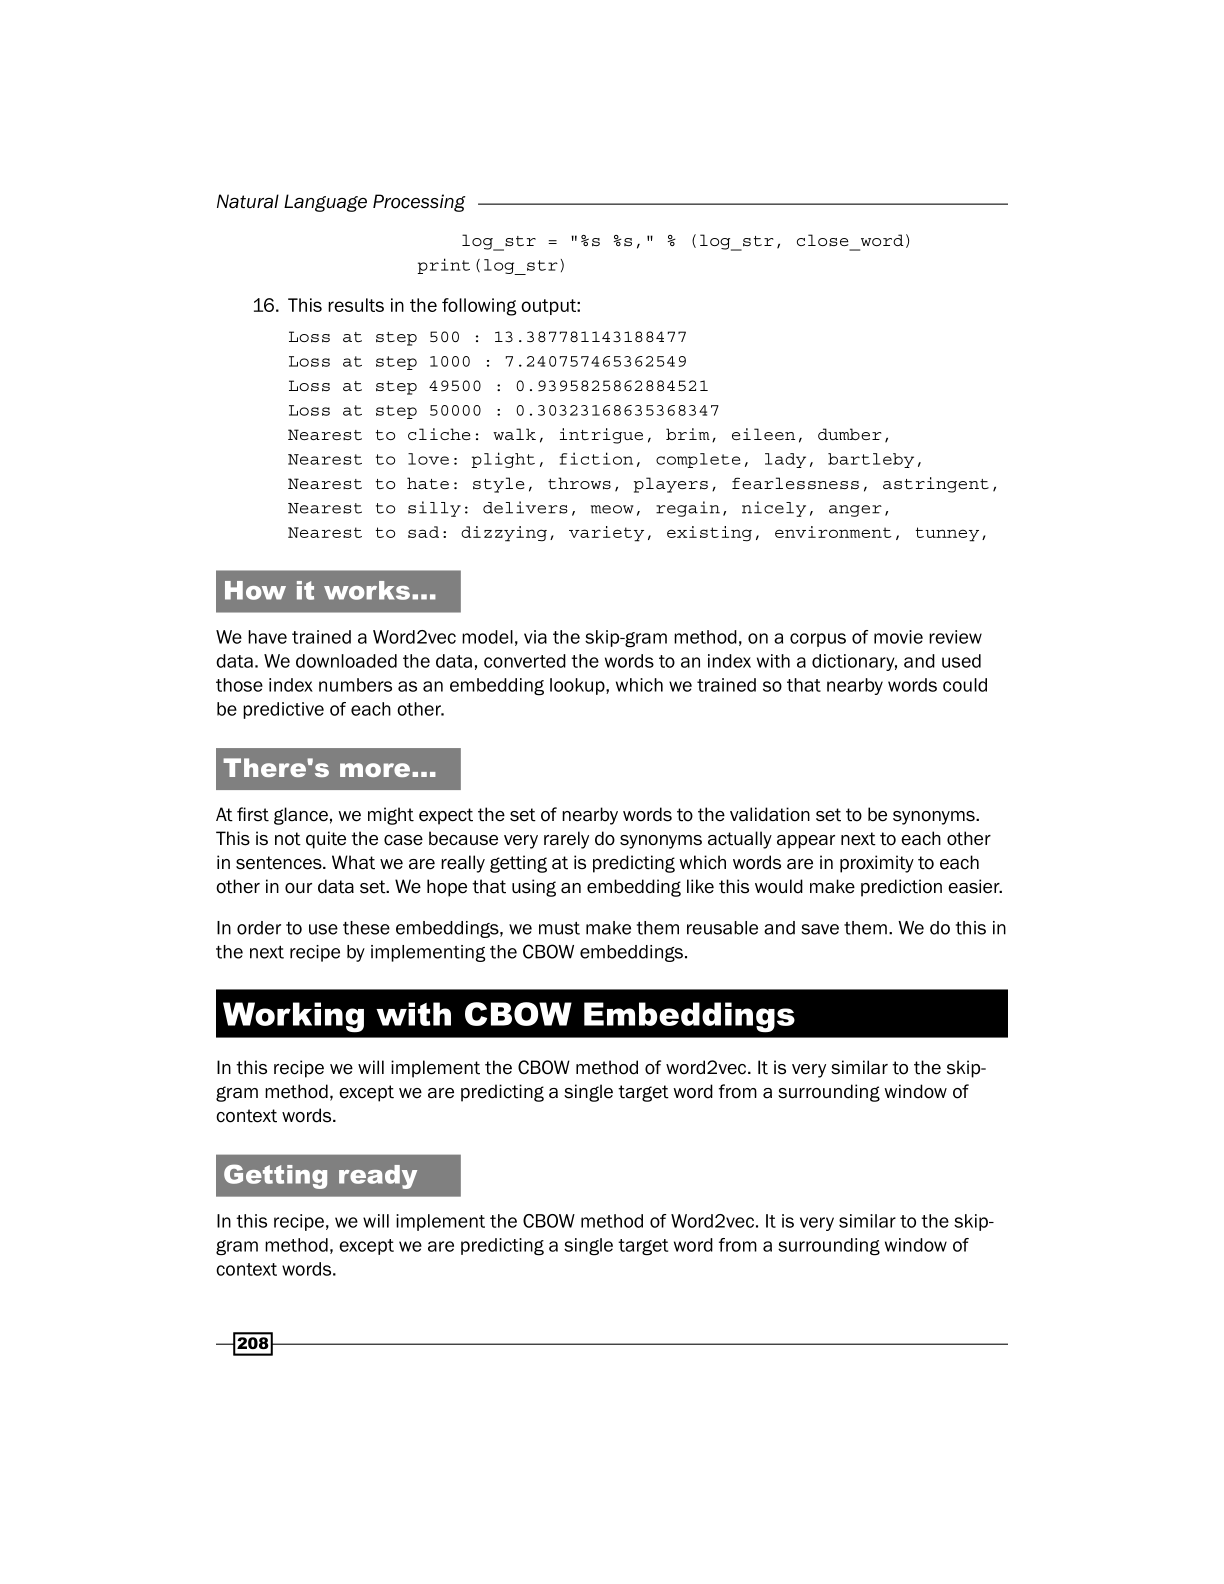 Natural Language Processing
log_str = "%s %s," % (log_str, close_word)
print(log_str)
16. This results in the following output:
Loss at step 500 : 13.387781143188477
Loss at step 1000 : 7.240757465362549
Loss at step 49500 : 0.9395825862884521
Loss at step 50000 : 0.30323168635368347
Nearest to cliche: walk, intrigue, brim, eileen, dumber,
Nearest to love: plight, fiction, complete, lady, bartleby,
Nearest to hate: style, throws, players, fearlessness, astringent,
Nearest to silly: delivers, meow, regain, nicely, anger,
Nearest to sad: dizzying, variety, existing, environment, tunney,
How it works...
We have trained a Word2vec model, via the skip-gram method, on a corpus of movie review
data. We downloaded the data, converted the words to an index with a dictionary, and used
those index numbers as an embedding lookup, which we trained so that nearby words could
be predictive of each other.
There's more...
At first glance, we might expect the set of nearby words to the validation set to be synonyms.
This is not quite the case because very rarely do synonyms actually appear next to each other
in sentences. What we are really getting at is predicting which words are in proximity to each
other in our data set. We hope that using an embedding like this would make prediction easier.
In order to use these embeddings, we must make them reusable and save them. We do this in
the next recipe by implementing the CBOW embeddings.
Working with CBOW Embeddings
In this recipe we will implement the CBOW method of word2vec. It is very similar to the skip-
gram method, except we are predicting a single target word from a surrounding window of
context words.
Getting ready
In this recipe, we will implement the CBOW method of Word2vec. It is very similar to the skip-
gram method, except we are predicting a single target word from a surrounding window of
context words.
208